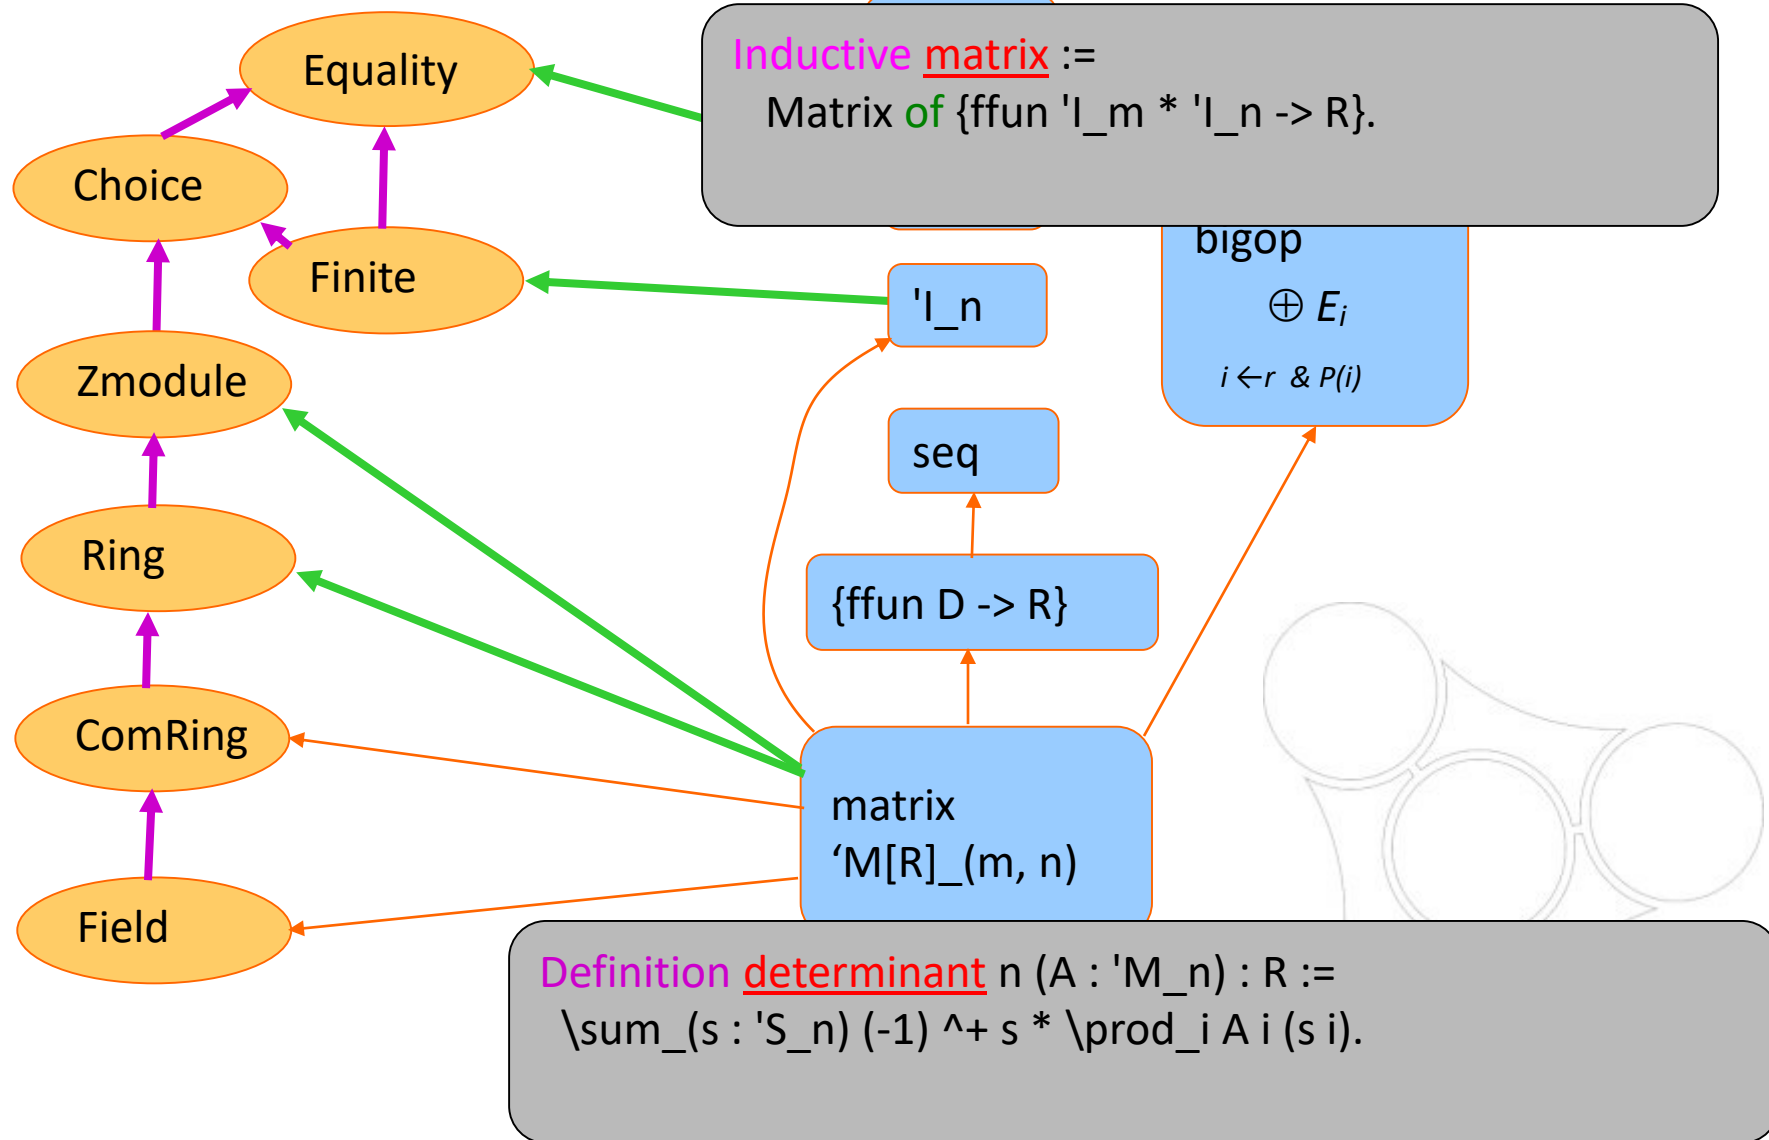 Equality
Choice
Finite
Zmodule
Ring
ComRing
Field
Inductive matrix :=
Matrix of {ffun 'I_m * 'I_n -> R}.
bigop
⊕ Ei
i ←r & P(i)
'I_n
seq
{ffun D -> R}
matrix
‘M[R]_(m, n)
Definition determinant n (A : 'M_n) : R :=
\sum_(s : 'S_n) (-1) ^+ s * \prod_i A i (s i).